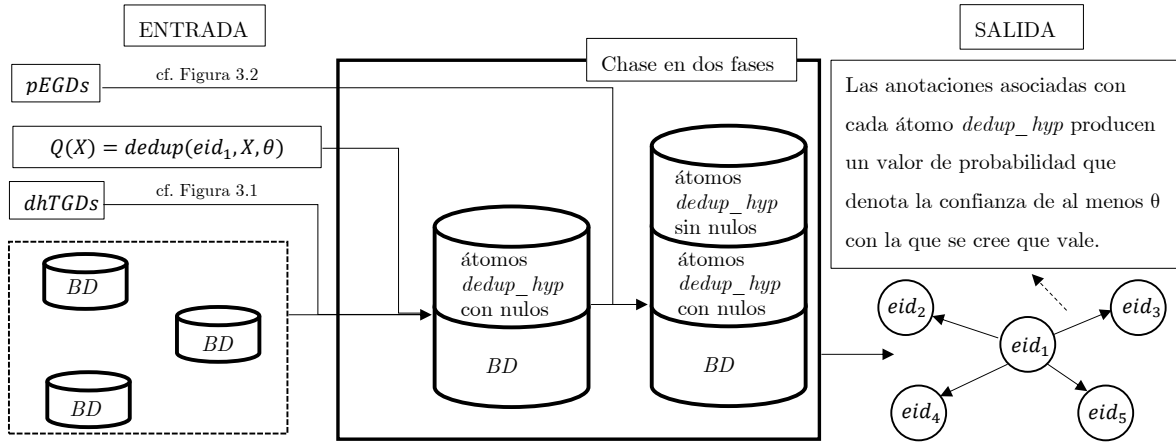 ENTRADA
pEGDs
cf. Figura 3.2
Q(X) = dedup(eid₁, X, θ)
dhTGDs
cf. Figura 3.1
BD
BD
BD
Chase en dos fases
átomos
dedup_hyp
con nulos
BD
átomos
dedup_hyp
sin nulos
átomos
dedup_hyp
con nulos
BD
SALIDA
Las anotaciones asociadas con
cada átomo dedup_hyp producen
un valor de probabilidad que
denota la confianza de al menos θ
con la que se cree que vale.
eid₂
eid₃
eid₁
eid₄
eid₅